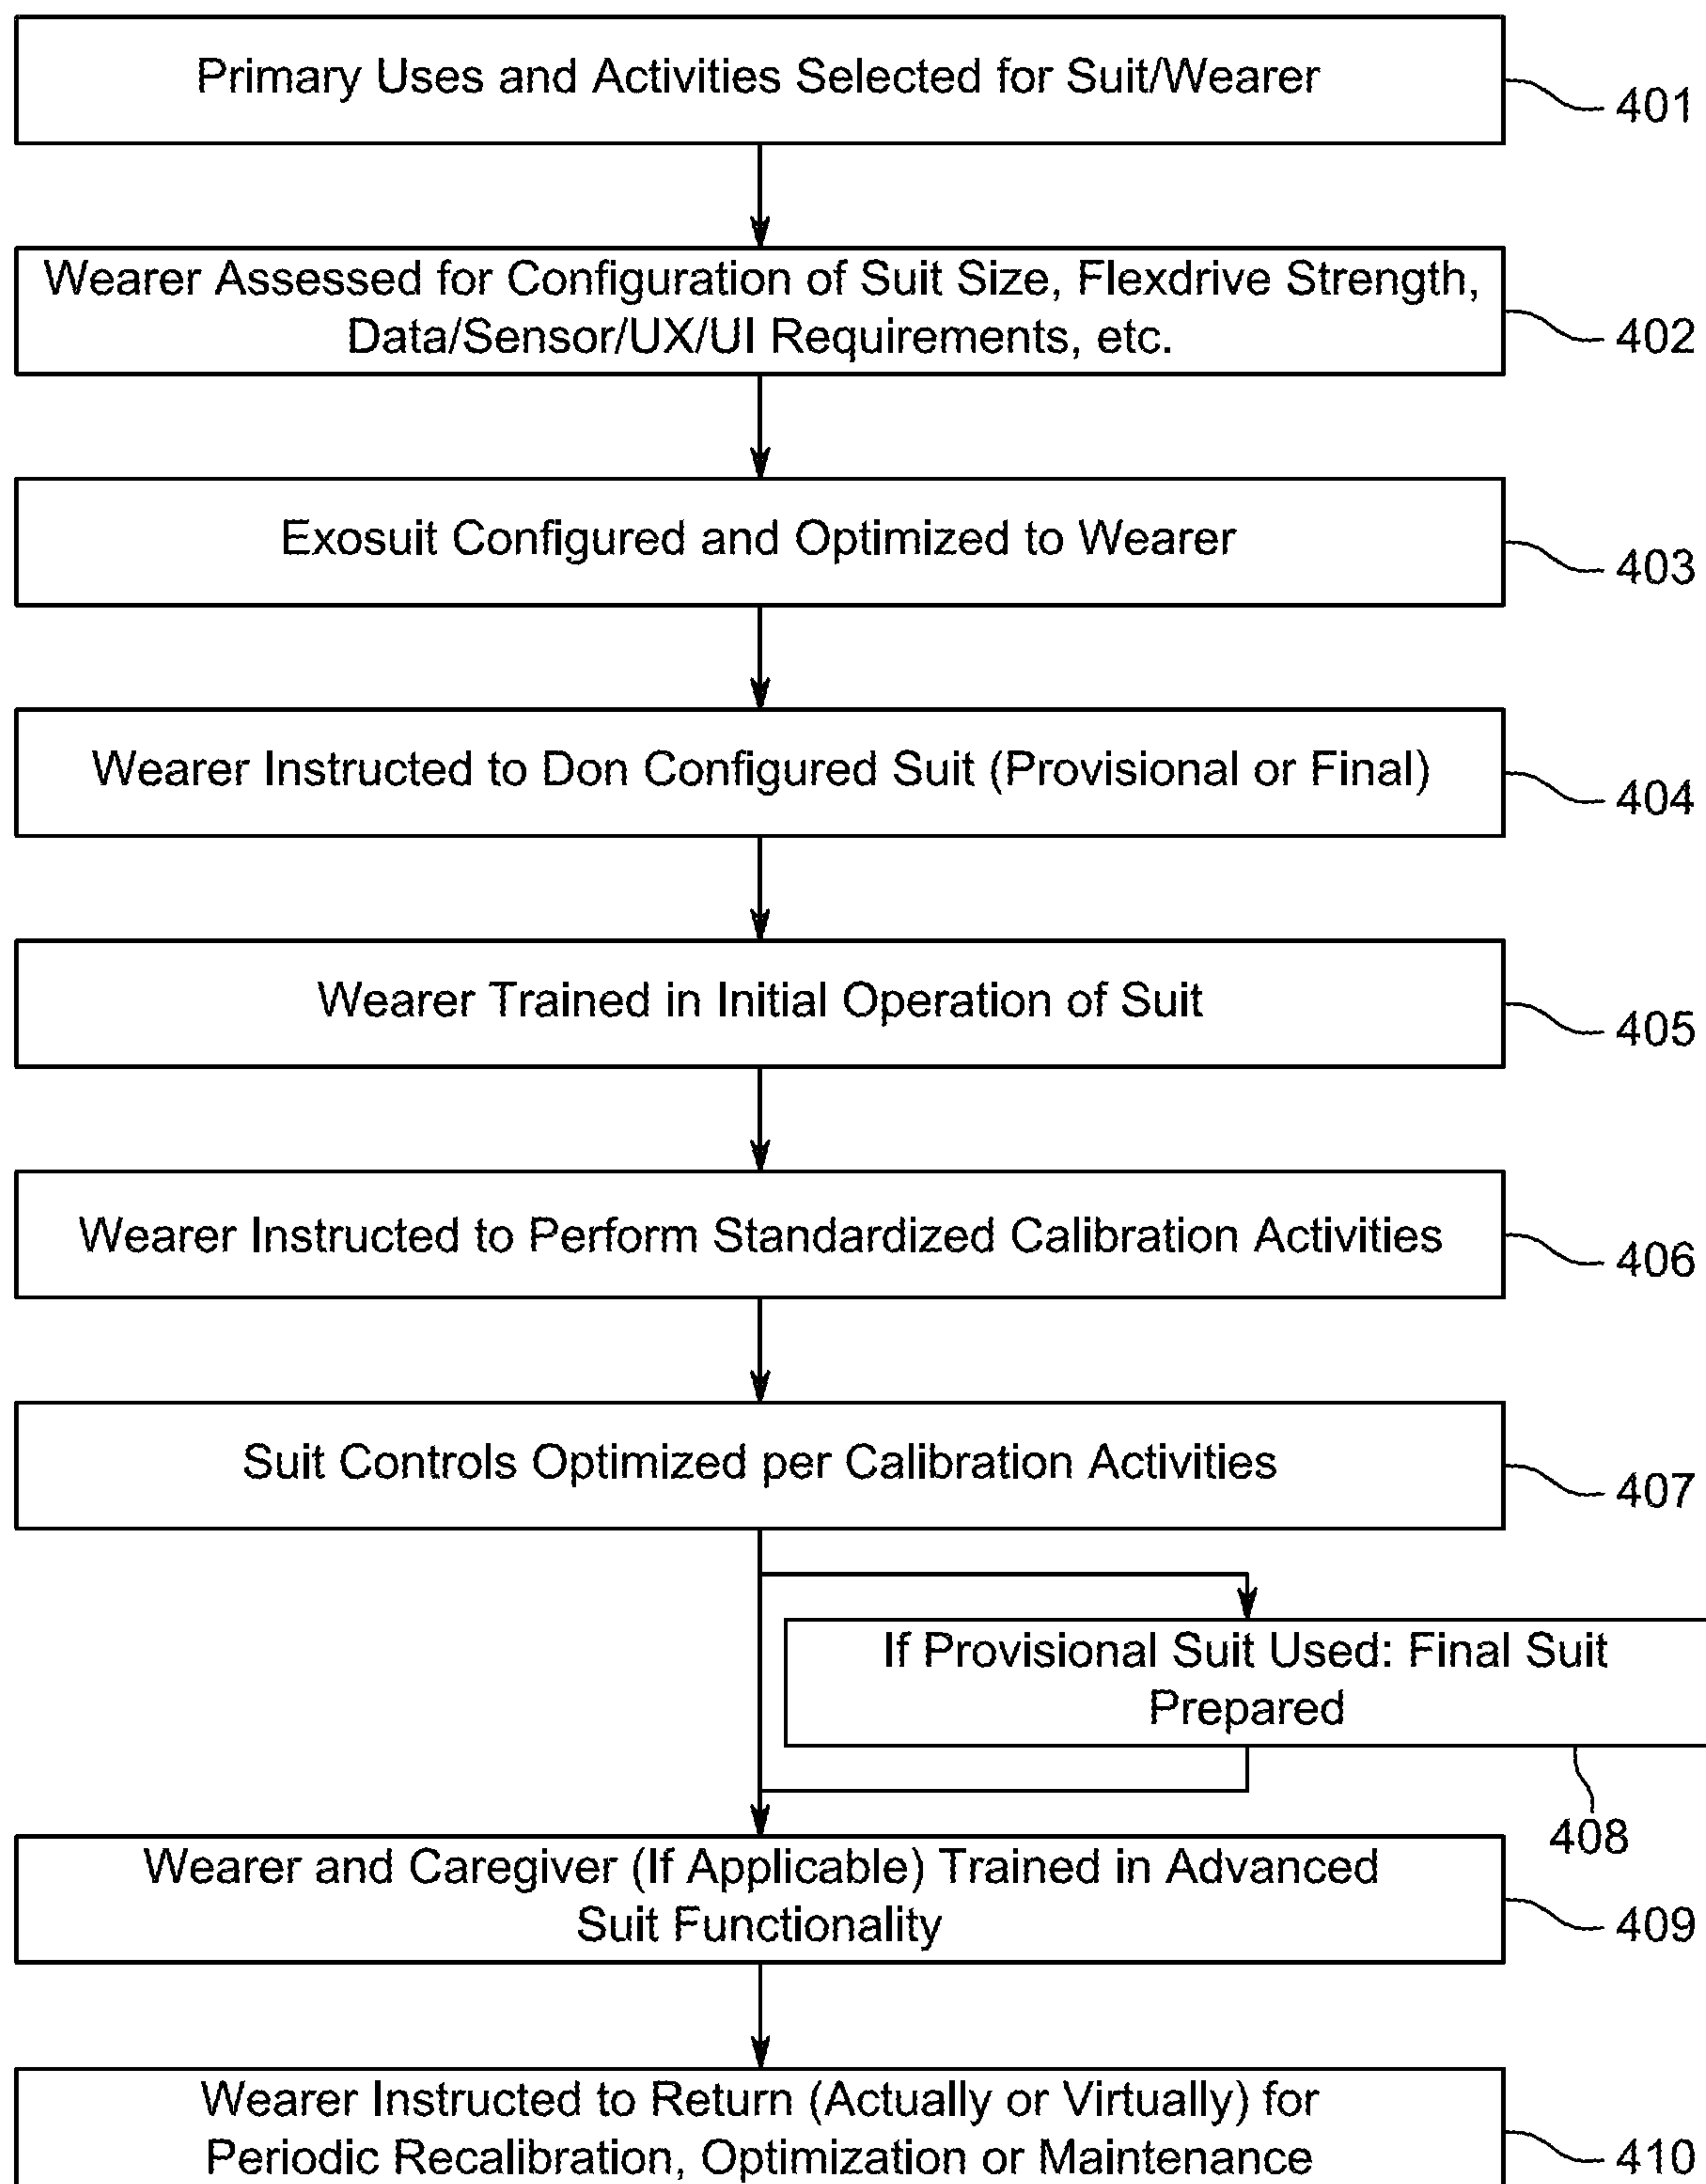 Primary Uses and Activities Selected for Suit/Wearer
401
Wearer Assessed for Configuration of Suit Size, Flexdrive Strength,
Data/Sensor/UX/UI Requirements, etc.
402
Exosuit Configured and Optimized to Wearer
403
Wearer Instructed to Don Configured Suit (Provisional or Final)
404
Wearer Trained in Initial Operation of Suit
405
Wearer Instructed to Perform Standardized Calibration Activities
406
Suit Controls Optimized per Calibration Activities
407
If Provisional Suit Used: Final Suit
Prepared
408
Wearer and Caregiver (If Applicable) Trained in Advanced
Suit Functionality
409
Wearer Instructed to Return (Actually or Virtually) for
Periodic Recalibration, Optimization or Maintenance
410